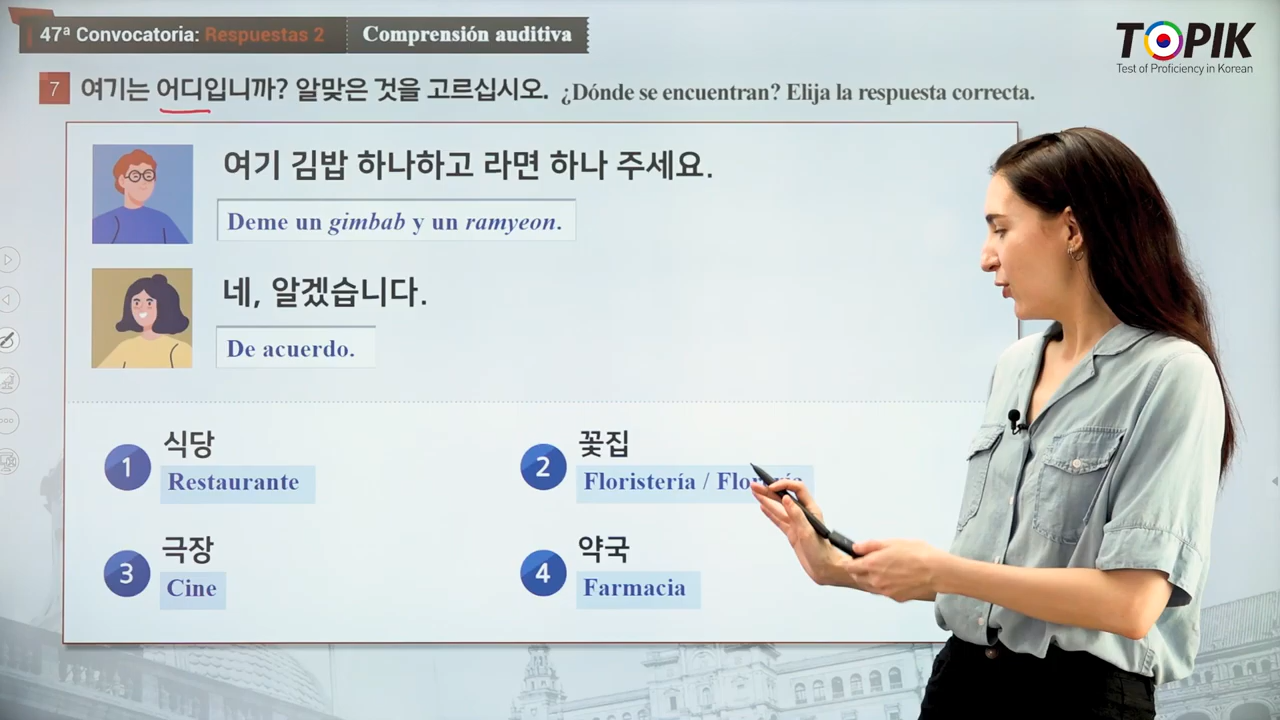 47ª Convocatoria: Respuestas 2 Comprensión auditiva
TOPIK
Test of Proficiency in Korean
7 여기는 어디입니까? 알맞은 것을 고르십시오. ¿Dónde se encuentran? Elija la respuesta correcta.
여기 김밥 하나하고 라면 하나 주세요.
Deme un gimbab y un ramyeon.
네, 알겠습니다.
De acuerdo.
1 식당
Restaurante
2 꽃집
Floristería /
3 극장
Cine
4 약국
Farmacia